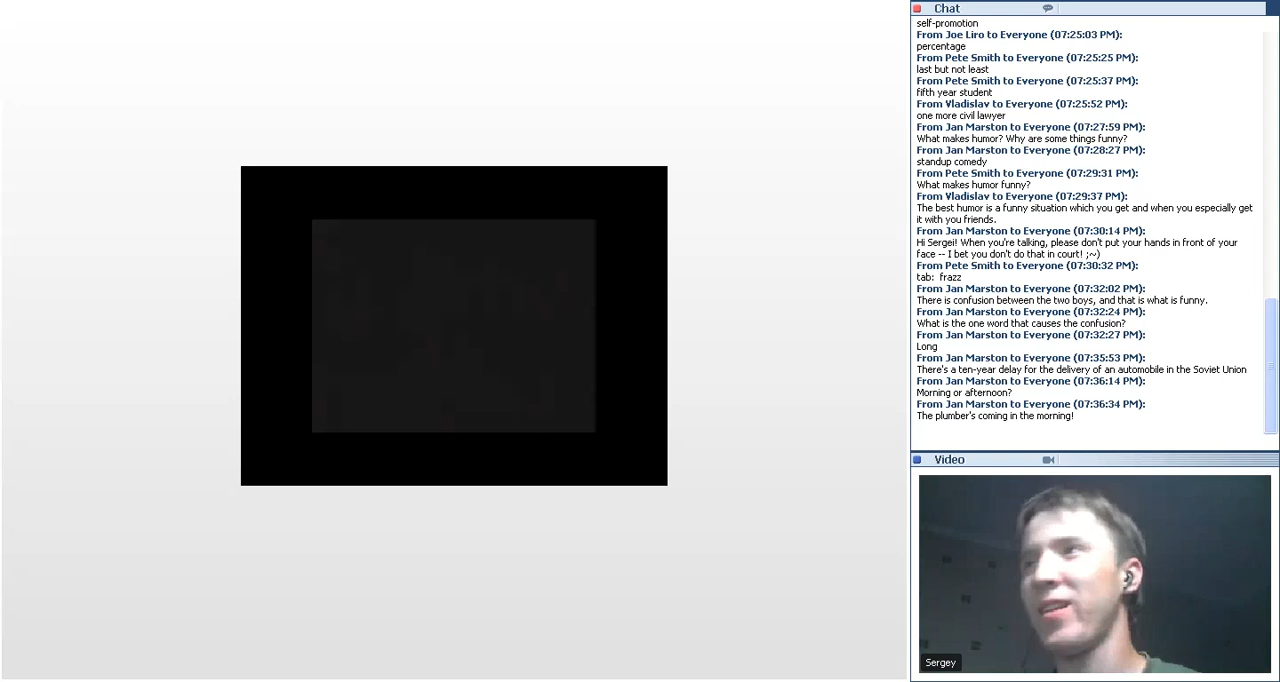 Chat
self-promotion
From Joe Liro to Everyone (07:25:03 PM):
percentage
From Pete Smith to Everyone (07:25:25 PM):
last but not least
From Pete Smith to Everyone (07:25:37 PM):
fifth year student
From Vladislav to Everyone (07:25:52 PM):
one more civil lawyer
From Jan Marston to Everyone (07:27:59 PM):
What makes humor? Why are some things funny?
From Jan Marston to Everyone (07:28:27 PM):
standup comedy
From Pete Smith to Everyone (07:29:31 PM):
What makes humor funny?
From Vladislav to Everyone (07:29:37 PM):
The best humor is a funny situation which you get and when you especially get
it with you friends.
From Jan Marston to Everyone (07:30:14 PM):
Hi Sergei! When you're talking, please don't put your hands in front of your
face -- I bet you don't do that in court! ;~)
From Pete Smith to Everyone (07:30:32 PM):
tab: frazz
From Jan Marston to Everyone (07:32:02 PM):
There is confusion between the two boys, and that is what is funny.
From Jan Marston to Everyone (07:32:24 PM):
What is the one word that causes the confusion?
From Jan Marston to Everyone (07:32:27 PM):
Long
From Jan Marston to Everyone (07:35:53 PM):
There's a ten-year delay for the delivery of an automobile in the Soviet Union
From Jan Marston to Everyone (07:36:14 PM):
Morning or afternoon?
From Jan Marston to Everyone (07:36:34 PM):
The plumber's coming in the morning!
Video
Sergey